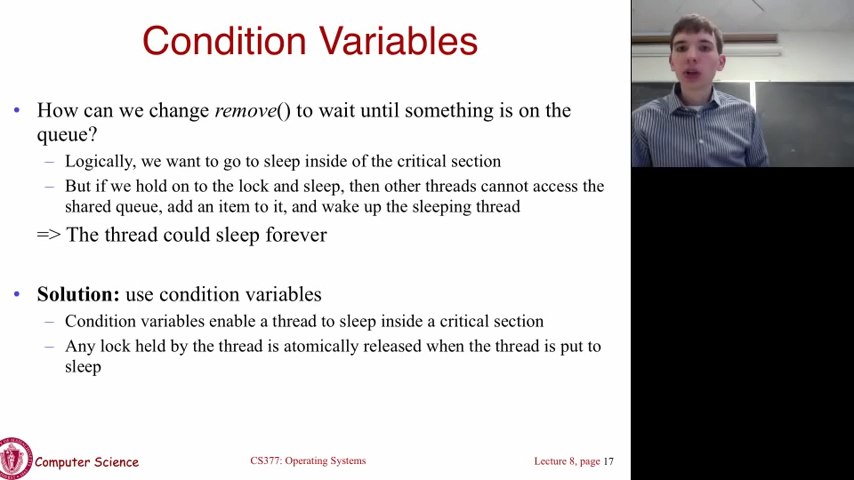 Condition Variables
• How can we change remove() to wait until something is on the
queue?
– Logically, we want to go to sleep inside of the critical section
– But if we hold on to the lock and sleep, then other threads cannot access the
shared queue, add an item to it, and wake up the sleeping thread
=> The thread could sleep forever
• Solution: use condition variables
– Condition variables enable a thread to sleep inside a critical section
– Any lock held by the thread is atomically released when the thread is put to
sleep
Computer Science
CS377: Operating Systems
Lecture 8, page 17